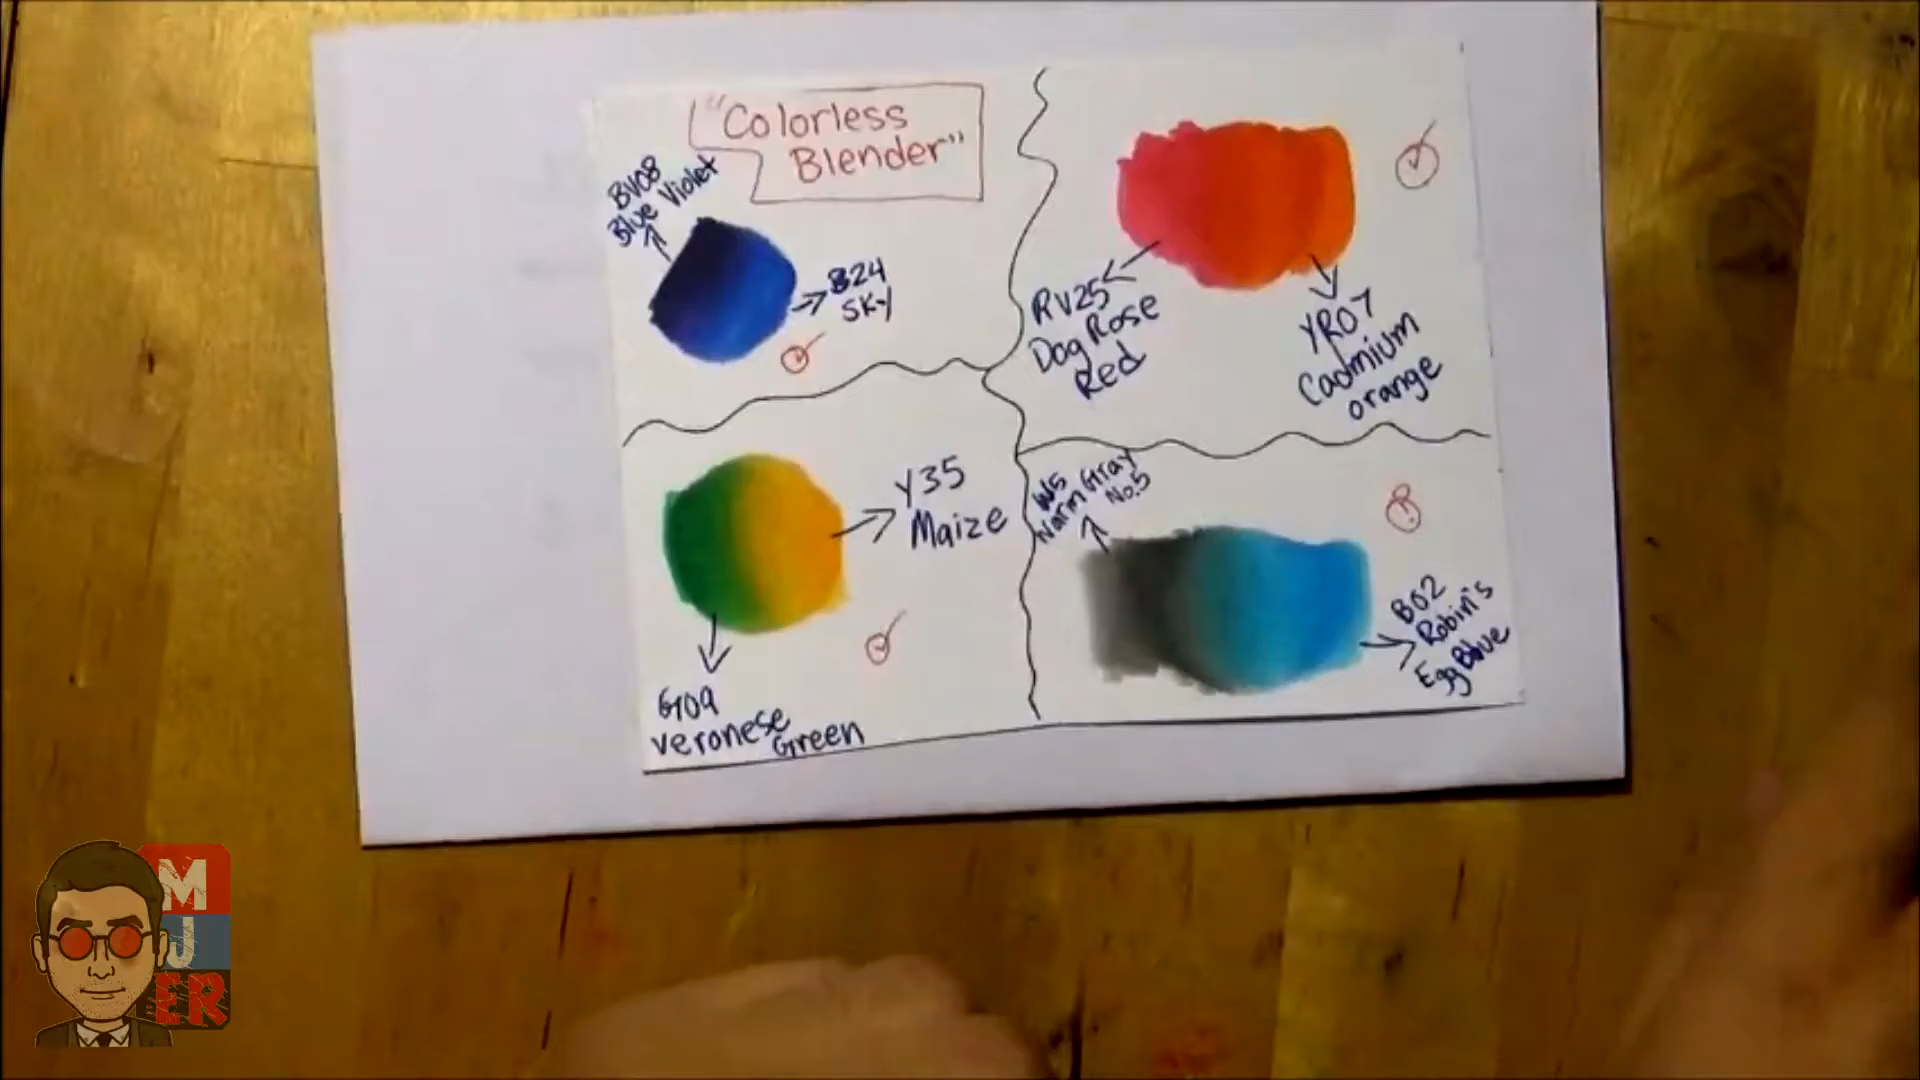 "Colorless
Blender"
BV08
Blue Violet
B24
SKY
RV25
Dog Rose
Red
YR07
Cadmium
orange
Y35
Maize
G09
Veronese
Green
W5
Warm Gray
No.5
B02
Robin's
Egg Blue
M
J
ER